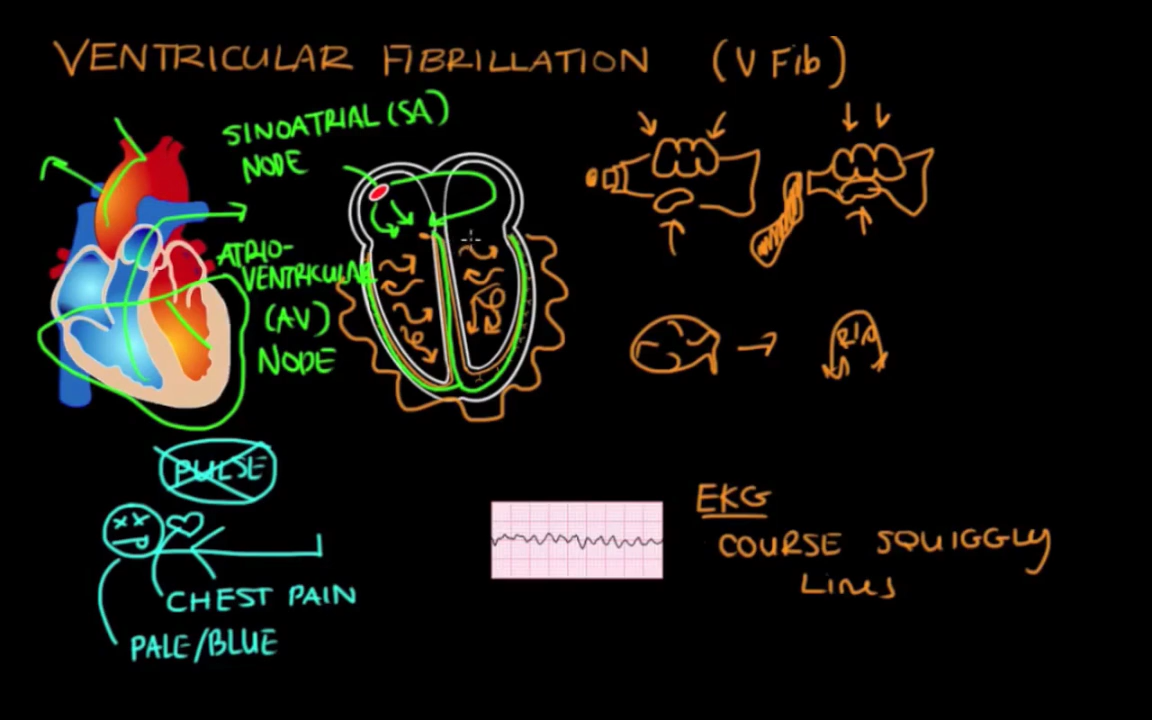 VENTRICULAR FIBRILLATION (V Fib)
SINOATRIAL (SA)
NODE
ATRIO-
VENTRICULAR
(AV)
NODE
PULSE
CHEST PAIN
PALE/BLUE
EKG
COURSE SQUIGGLY
Lines